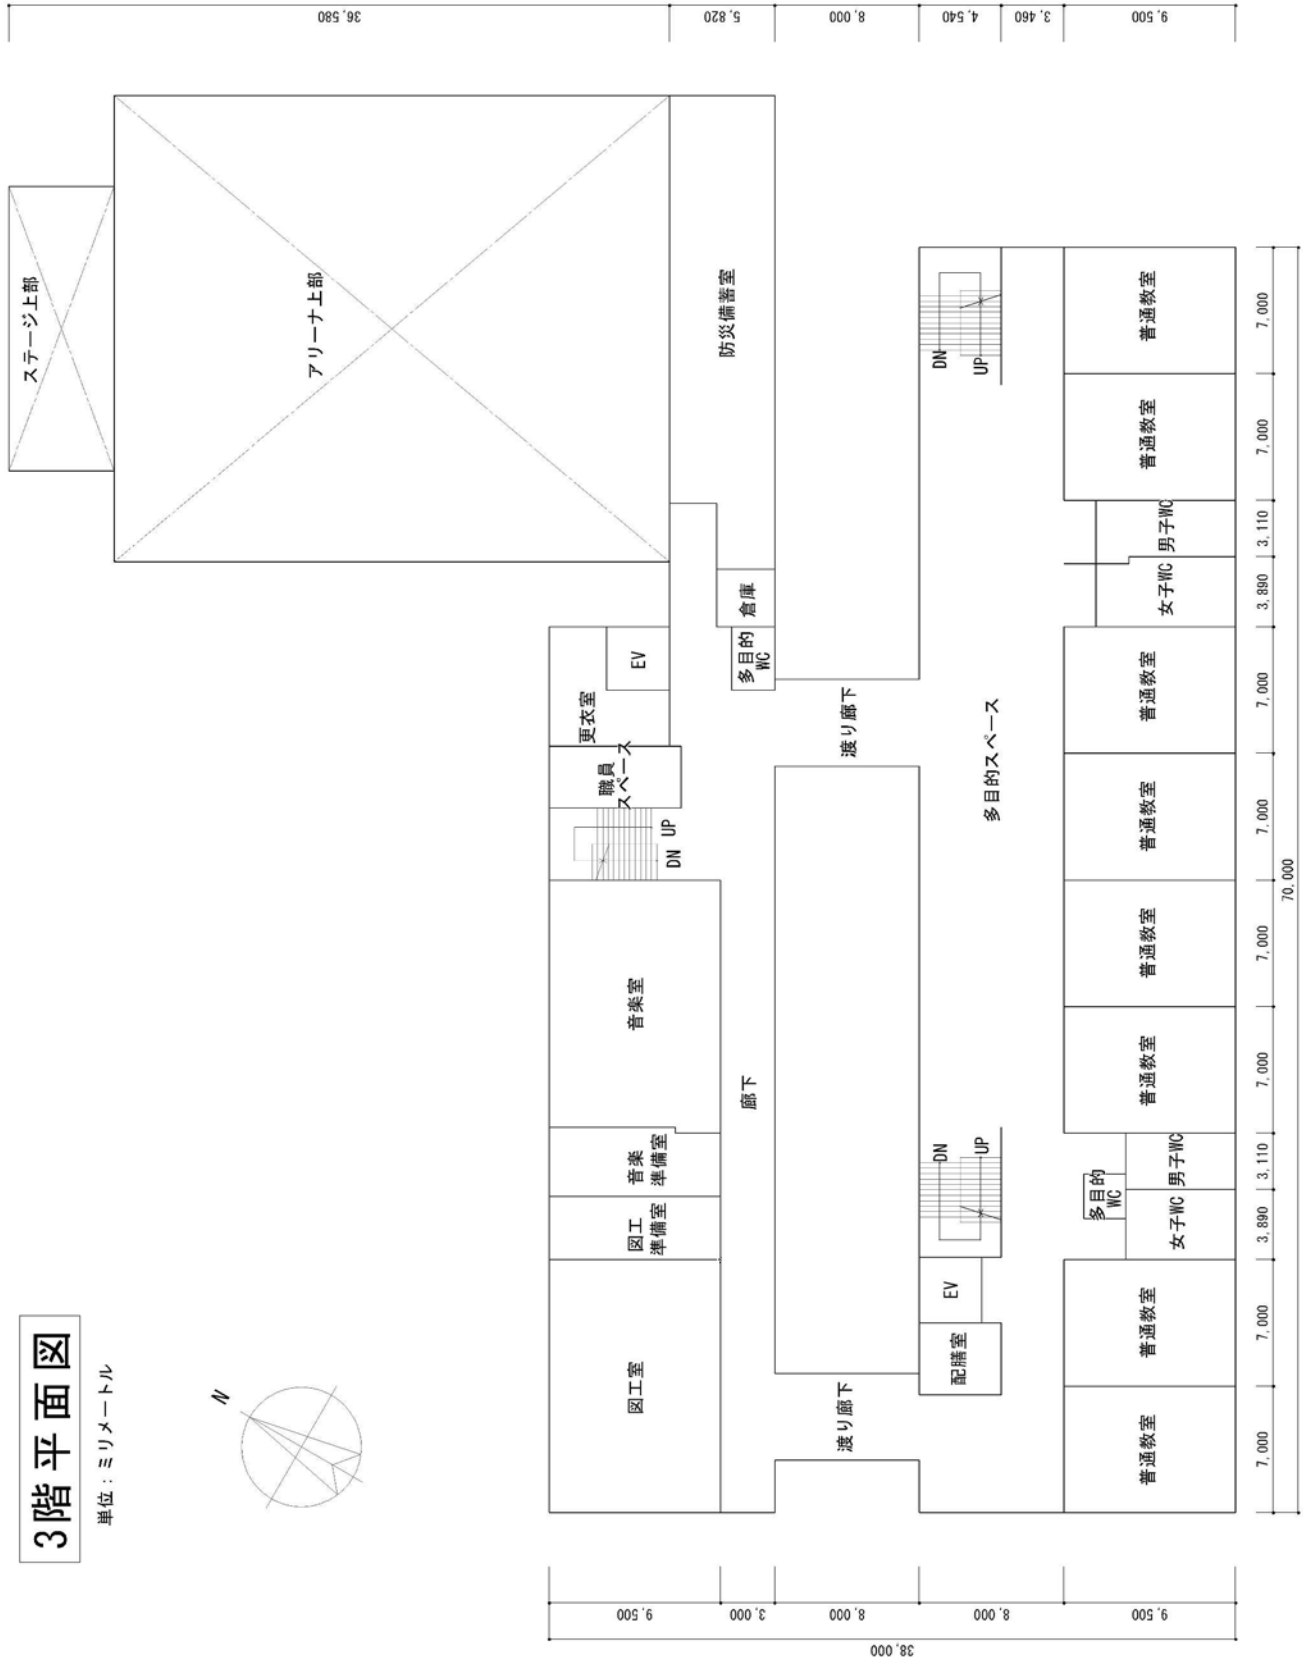 3階平面図
単位：ミリメートル
N
36,580
5,820
8,000
4,540
3,460
9,500
ステージ上部
アリーナ上部
防災備蓄室
倉庫
多目的
WC
EV
更衣室
職員
スペース
UP
DN
音楽室
音楽
準備室
図工
準備室
図工室
廊下
渡り廊下
渡り廊下
DN
UP
多目的スペース
DN
UP
EV
配膳室
普通教室
普通教室
男子WC
女子WC
普通教室
普通教室
普通教室
普通教室
男子WC
多目的
WC
女子WC
普通教室
普通教室
7,000
7,000
3,110
3,890
7,000
7,000
7,000
7,000
3,110
3,890
7,000
7,000
70,000
9,500
3,000
8,000
8,000
9,500
38,000